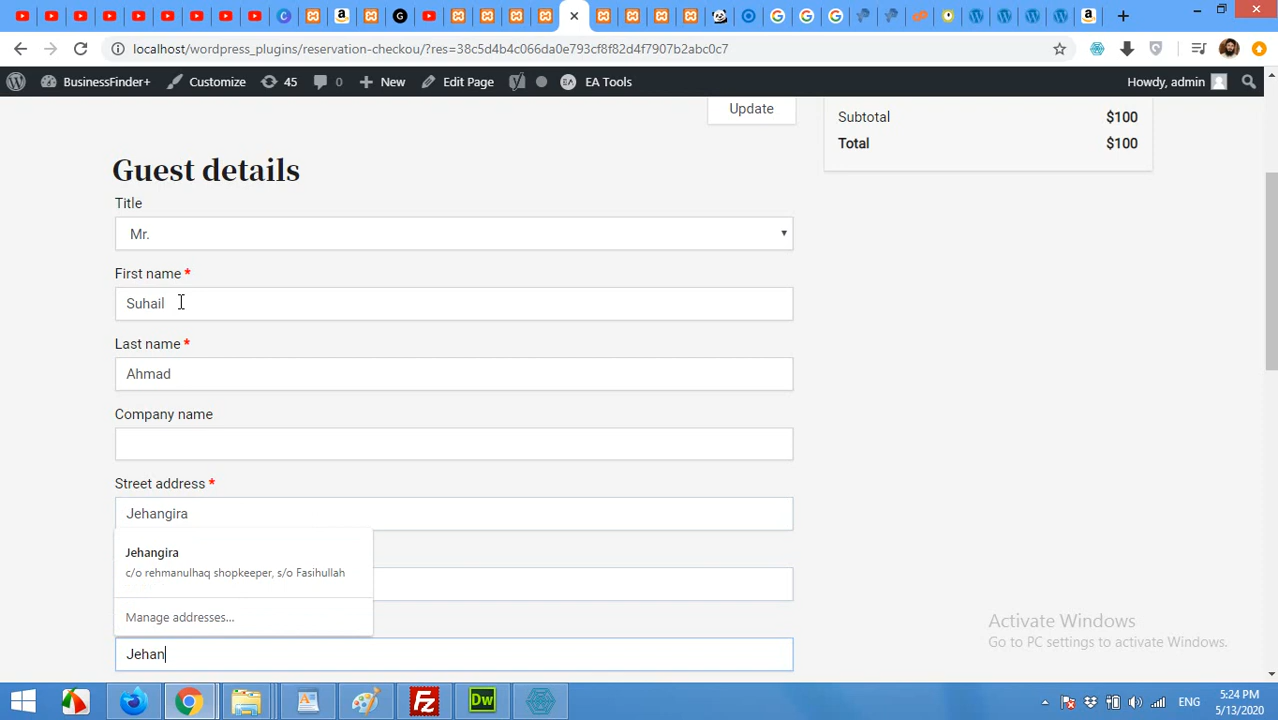 localhost/wordpress_plugins/reservation-checkou/?res=38c5d4b4c066da0e793cf8f82d4f7907b2abc0c7
BusinessFinder+ Customize 45 0 New Edit Page EA Tools Howdy, admin
Update
Subtotal $100
Total $100
Guest details
Title
Mr.
First name *
Suhail
Last name *
Ahmad
Company name
Street address *
Jehangira
Jehangira
c/o rehmanulhaq shopkeeper, s/o Fasihullah
Manage addresses...
Jehan
Activate Windows
Go to PC settings to activate Windows.
ENG
5:24 PM
5/13/2020